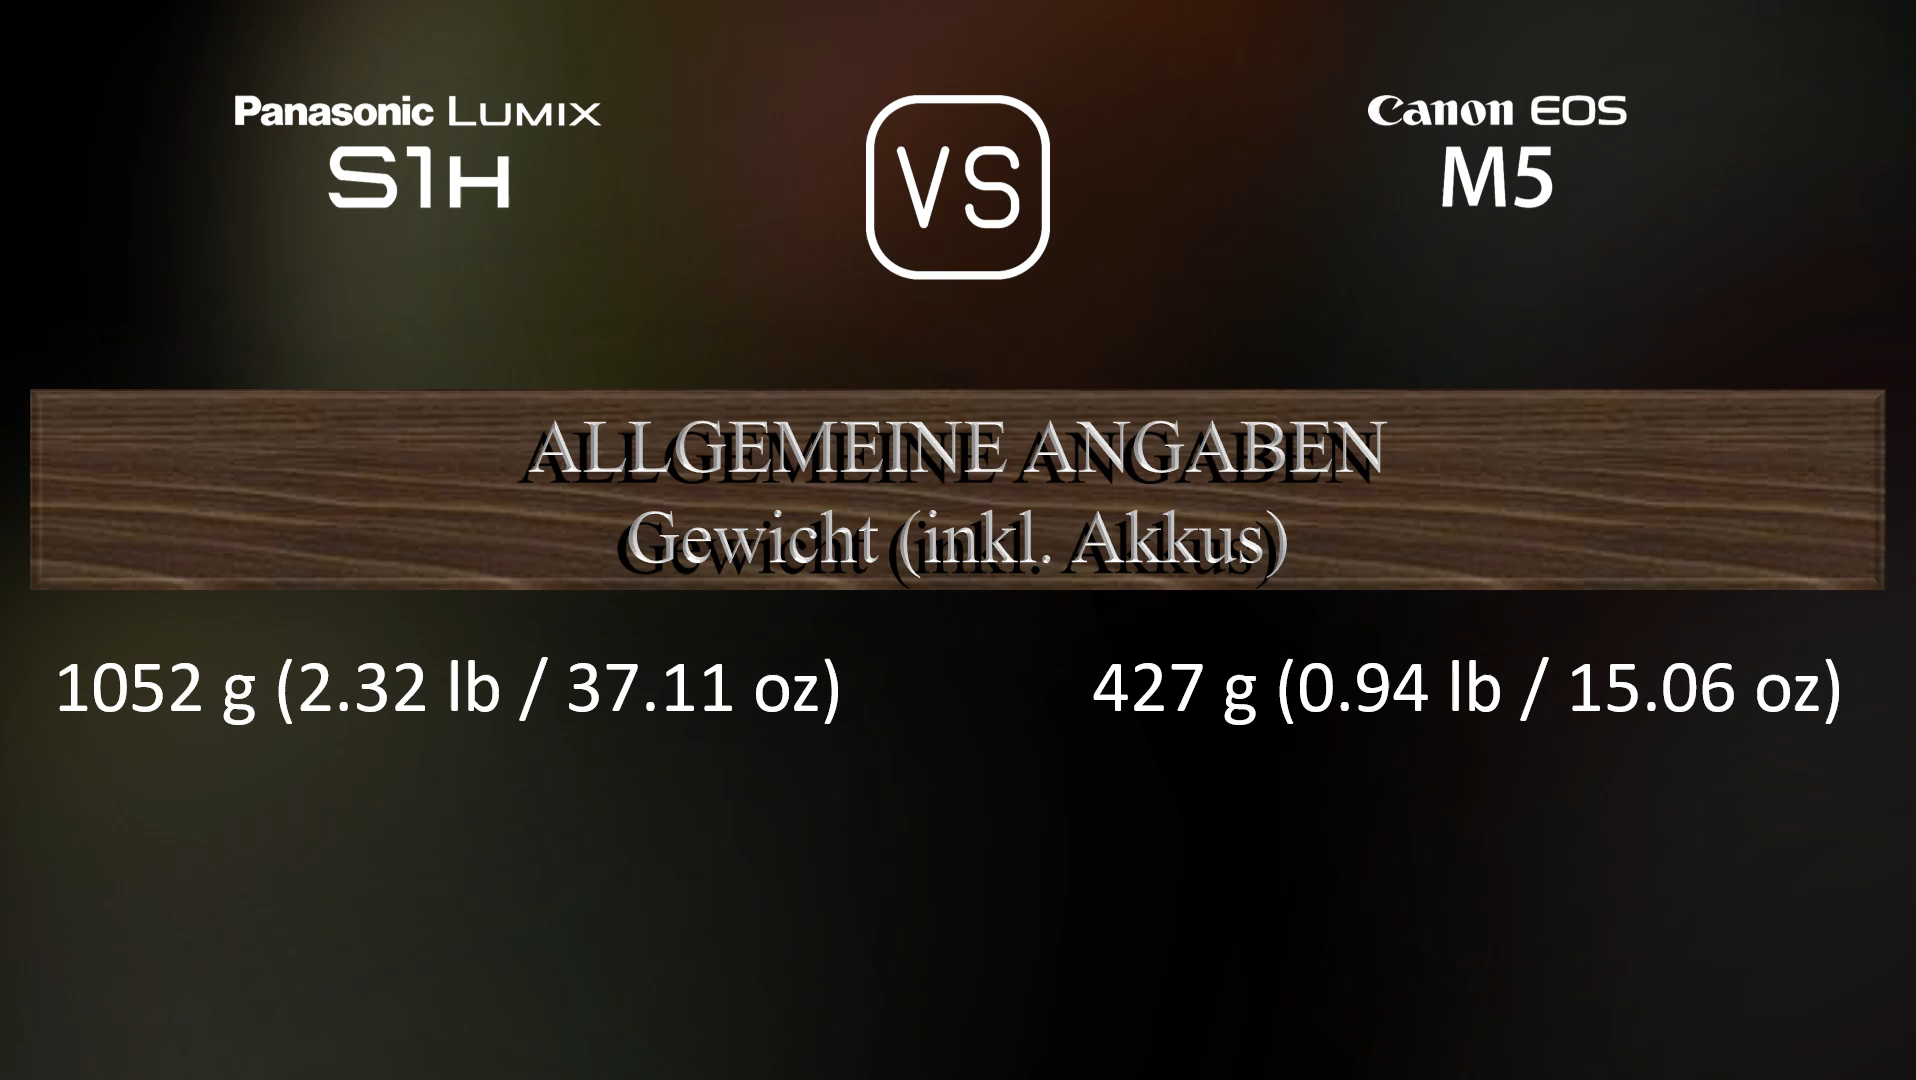 Panasonic LUMIX
S1H
VS
Canon EOS
M5
ALLGEMEINE ANGABEN
Gewicht (inkl. Akkus)
1052 g (2.32 lb / 37.11 oz)
427 g (0.94 lb / 15.06 oz)